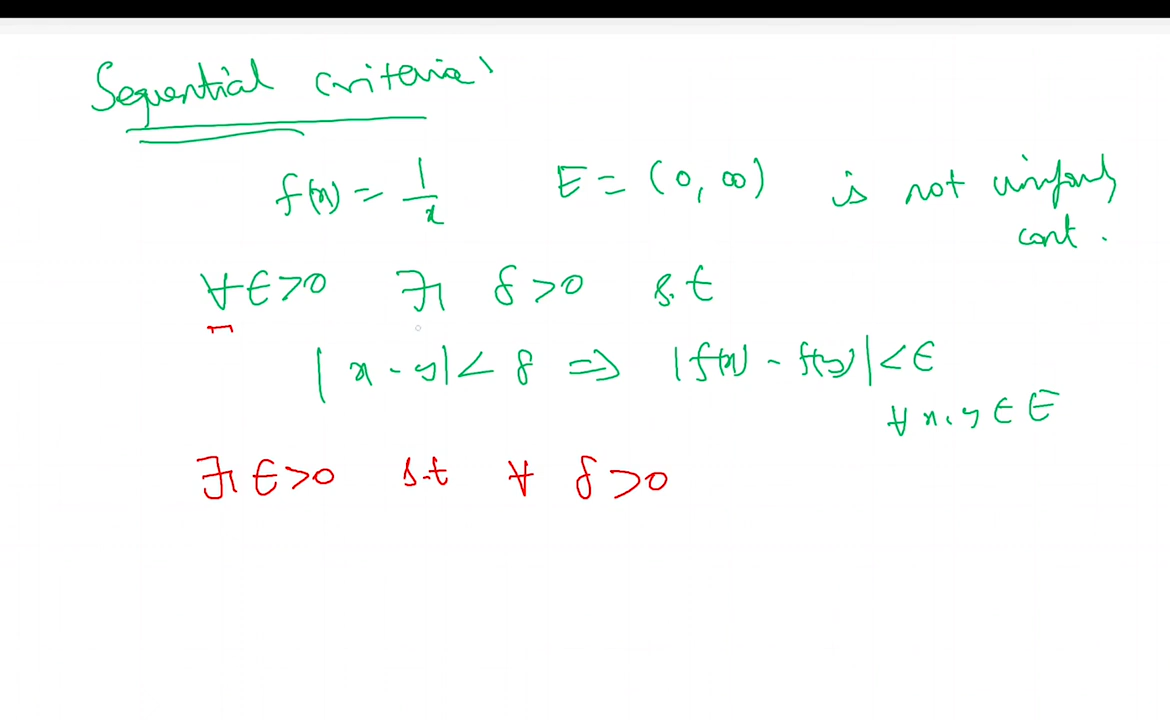 Sequential criteria
f(x) = 1/x E = (0, ∞) is not uniformly
cont.
∀ ϵ > 0 ∃ δ > 0 s.t
|x - y| < δ ⇒ |f(x) - f(y)| < ϵ
∀ x, y ∈ E
∃ ϵ > 0 s.t ∀ δ > 0